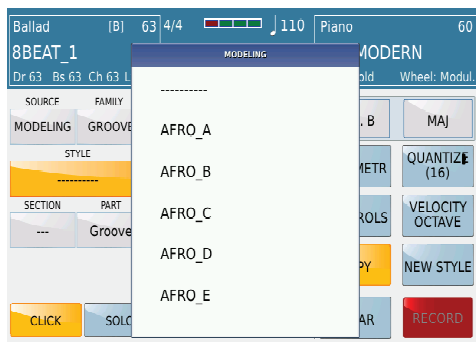 Ballad [B] 63 4/4 110 Piano 60
8BEAT_1 MODERN
Dr 63 Bs 63 Ch 63 L old Wheel: Modul.
MODELING
----------
AFRO_A
AFRO_B
AFRO_C
AFRO_D
AFRO_E
SOURCE FAMILY
MODELING GROOVE
STYLE
----------
SECTION PART
--- Groove
CLICK SOLO
. B MAJ
METR QUANTIZE
(16)
ROLS VELOCITY
OCTAVE
PY NEW STYLE
AR RECORD